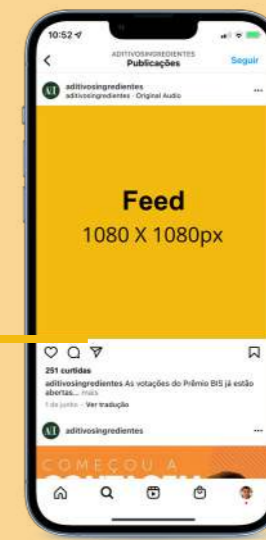 10:52
ADITIVOSINGREDIENTES
Publicações
Seguir
aditivosingredientes
aditivosingredientes · Original Audio
Feed
1080 X 1080px
251 curtidas
aditivosingredientes As votações do Prêmio BIS já estão
abertas... mais
1 de junho · Ver tradução
aditivosingredientes
COMEÇOU A